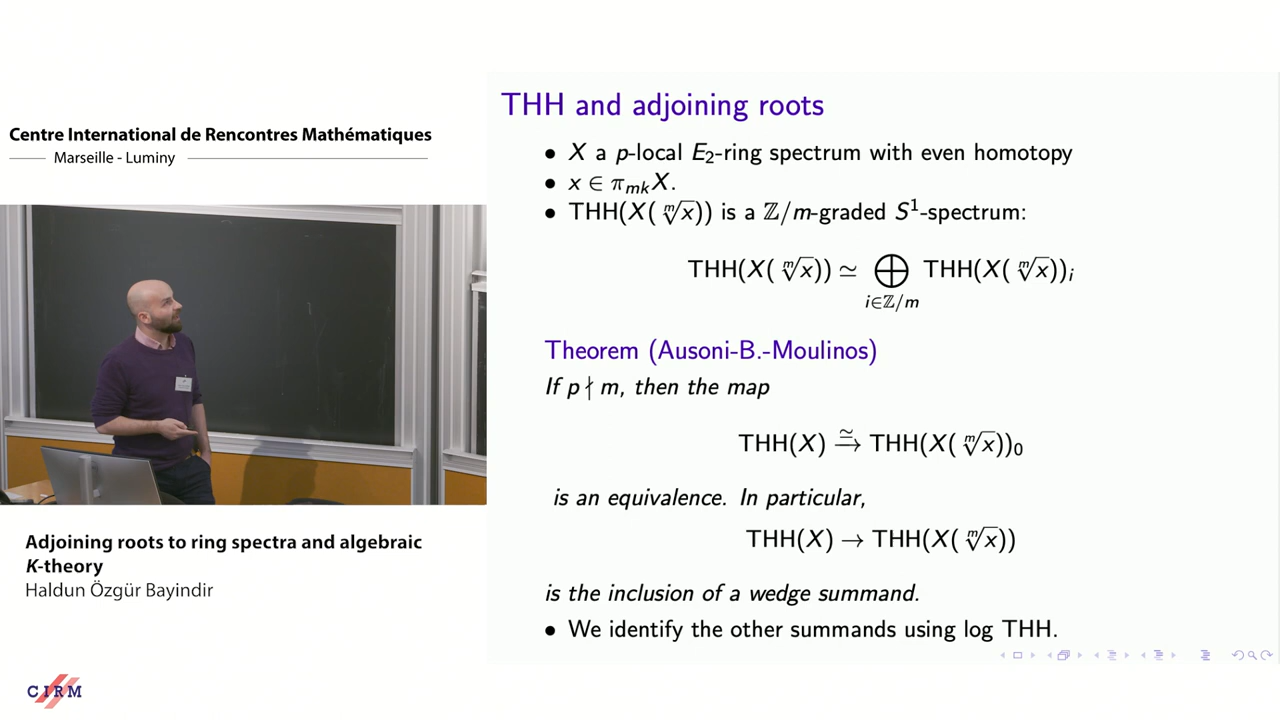 Centre International de Rencontres Mathématiques
Marseille - Luminy
THH and adjoining roots
• X a p-local E₂-ring spectrum with even homotopy
• x ∈ π_{mk}X.
• THH(X(ᵐ√x)) is a ℤ/m-graded S¹-spectrum:
THH(X(ᵐ√x)) ≃ ⨁_{i∈ℤ/m} THH(X(ᵐ√x))ᵢ
Theorem (Ausoni-B.-Moulinos)
If p ∤ m, then the map
THH(X) ≃→ THH(X(ᵐ√x))₀
is an equivalence. In particular,
THH(X) → THH(X(ᵐ√x))
is the inclusion of a wedge summand.
• We identify the other summands using log THH.
Adjoining roots to ring spectra and algebraic
K-theory
Haldun Özgür Bayindir
CIRM